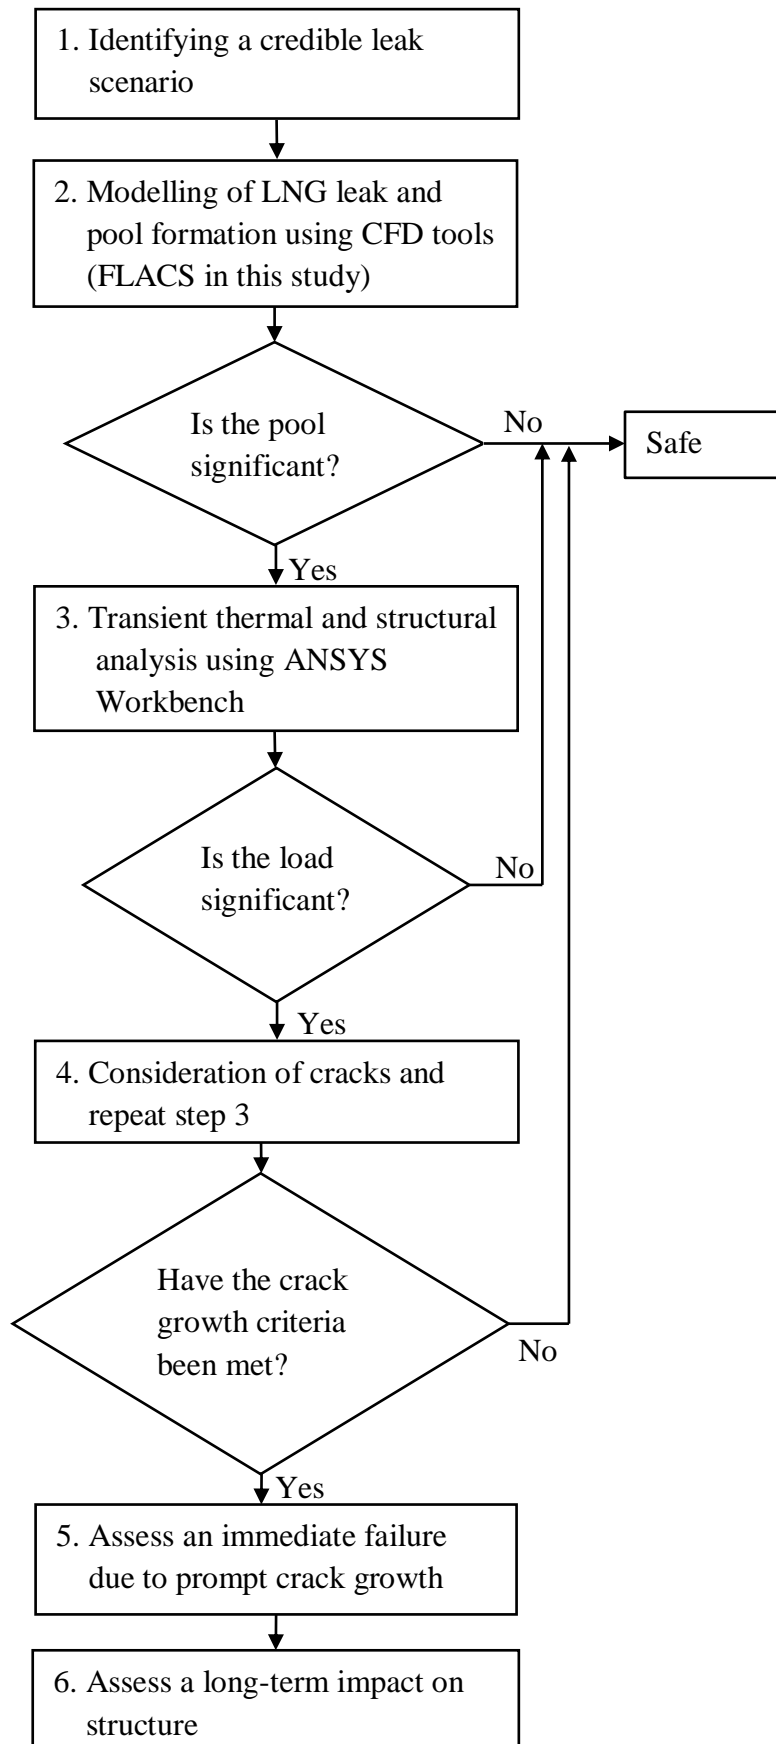 1. Identifying a credible leak
scenario
2. Modelling of LNG leak and
pool formation using CFD tools
(FLACS in this study)
Is the pool
significant?
No
Safe
Yes
3. Transient thermal and structural
analysis using ANSYS
Workbench
Is the load
significant?
No
Yes
4. Consideration of cracks and
repeat step 3
Have the crack
growth criteria
been met?
No
Yes
5. Assess an immediate failure
due to prompt crack growth
6. Assess a long-term impact on
structure